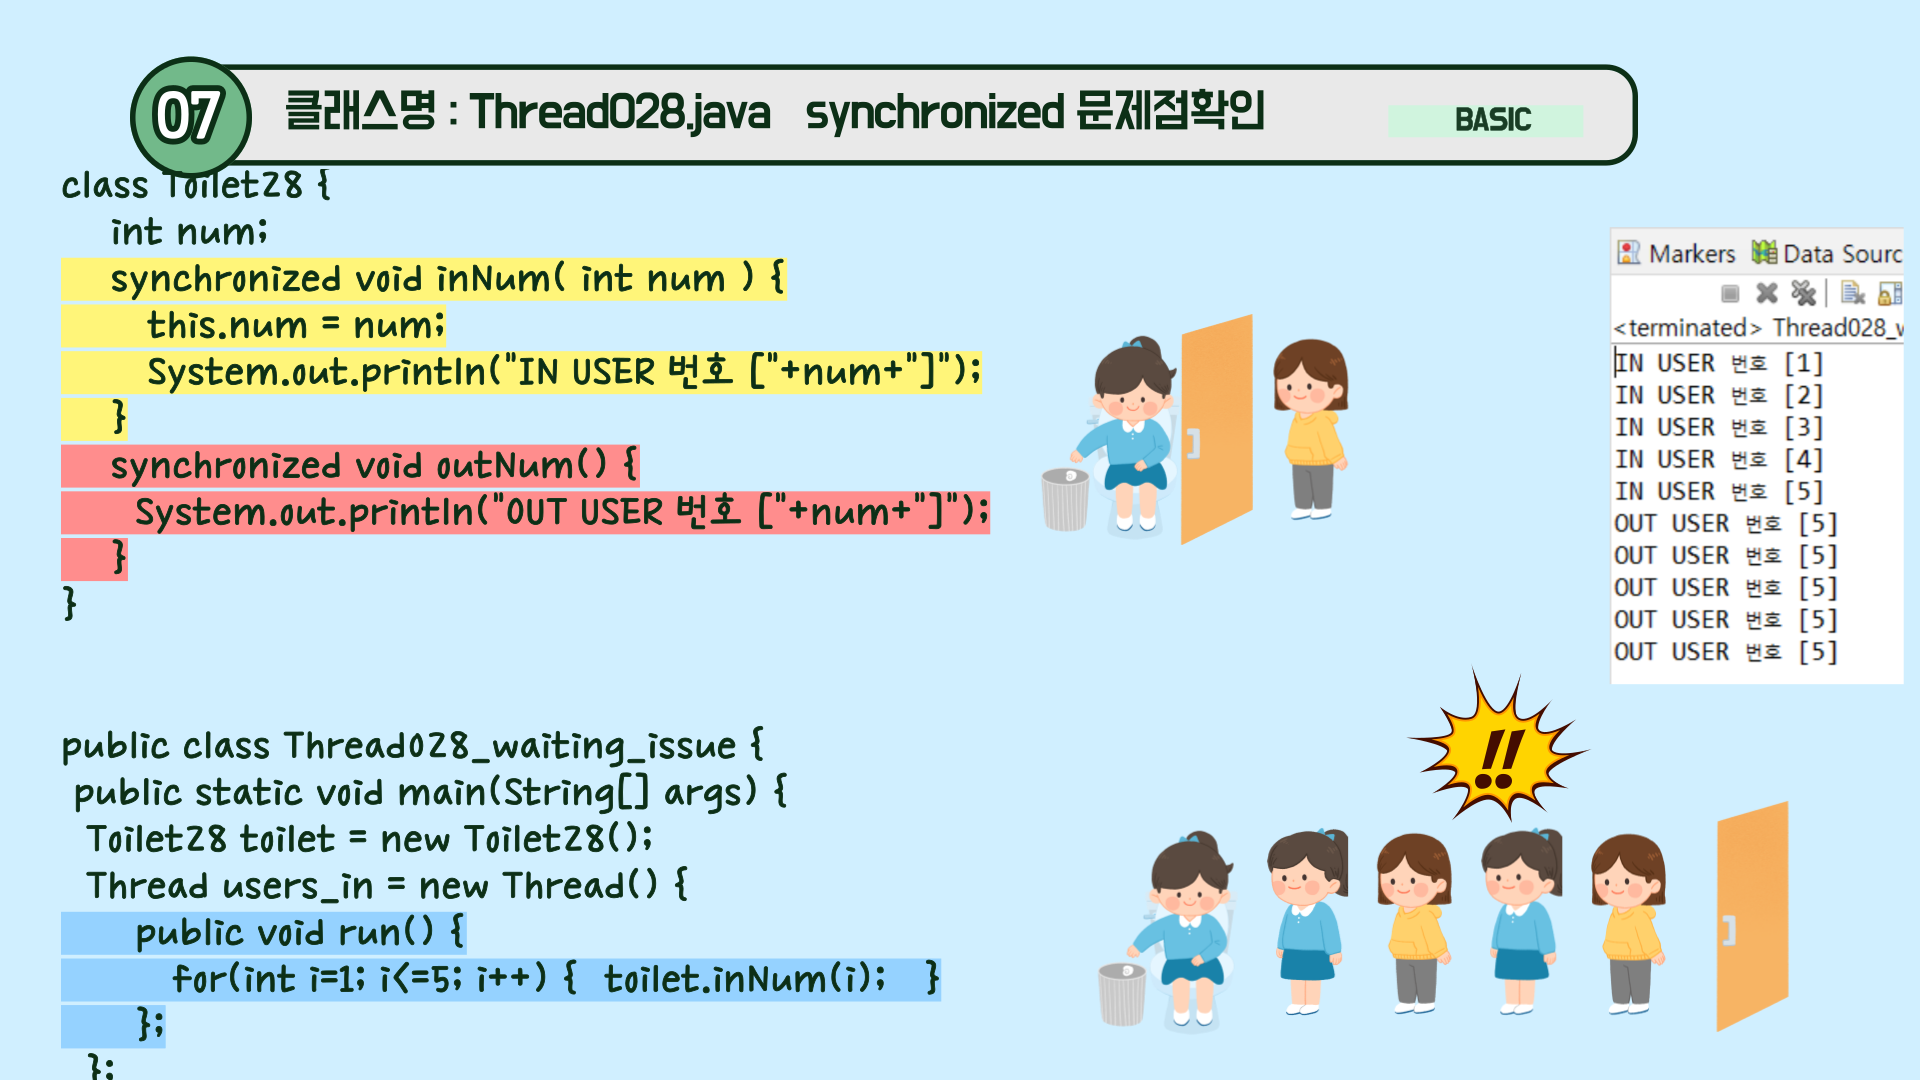 07
클래스명 : Thread028.java synchronized 문제점확인
BASIC
class Toilet28 {
int num;
synchronized void inNum( int num ) {
this.num = num;
System.out.println("IN USER 번호 ["+num+"]");
}
synchronized void outNum() {
System.out.println("OUT USER 번호 ["+num+"]");
}
}
public class Thread028_waiting_issue {
public static void main(String[] args) {
Toilet28 toilet = new Toilet28();
Thread users_in = new Thread() {
public void run() {
for(int i=1; i<=5; i++) { toilet.inNum(i); }
};
};
Markers Data Sourc
<terminated> Thread028_w
IN USER 번호 [1]
IN USER 번호 [2]
IN USER 번호 [3]
IN USER 번호 [4]
IN USER 번호 [5]
OUT USER 번호 [5]
OUT USER 번호 [5]
OUT USER 번호 [5]
OUT USER 번호 [5]
OUT USER 번호 [5]
!!